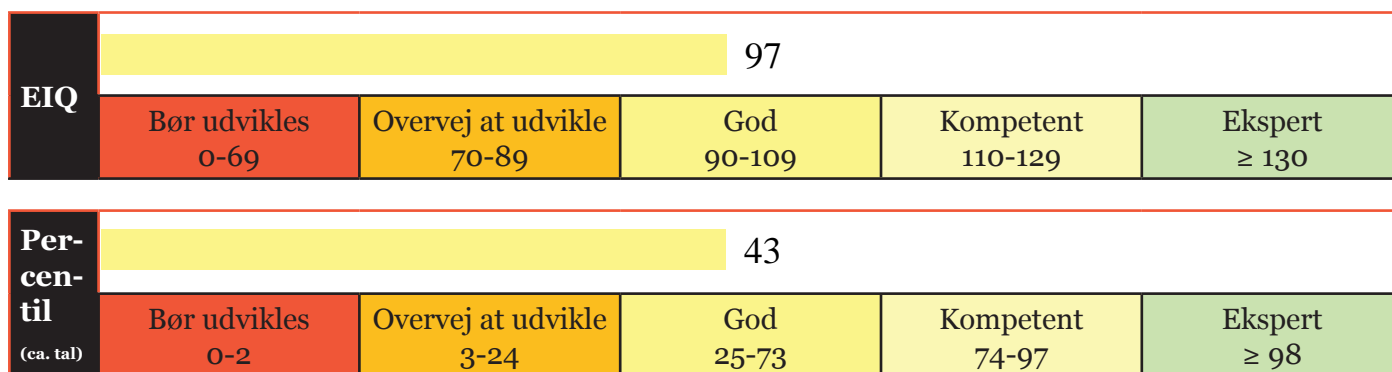 EIQ
97
Bør udvikles
0-69
Overvej at udvikle
70-89
God
90-109
Kompetent
110-129
Ekspert
≥ 130
Per-
cen-
til
(ca. tal)
43
Bør udvikles
0-2
Overvej at udvikle
3-24
God
25-73
Kompetent
74-97
Ekspert
≥ 98